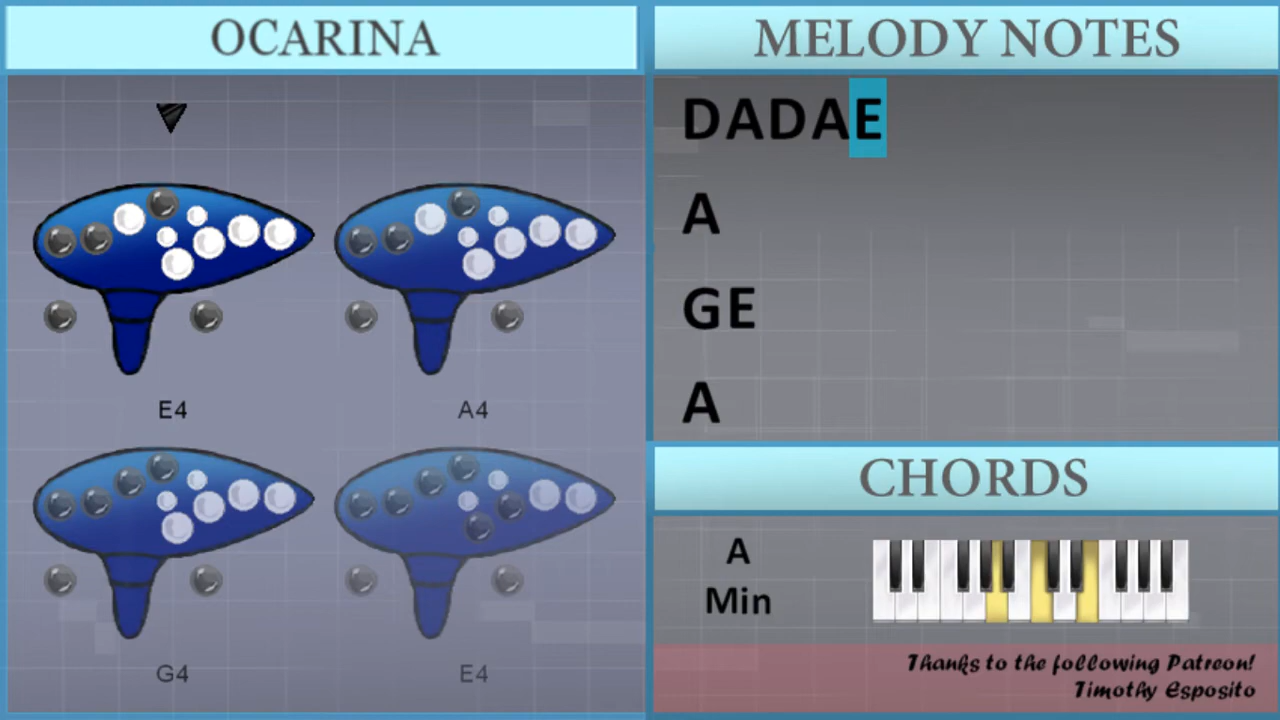 OCARINA
E4
A4
G4
E4
MELODY NOTES
DADAE
A
GE
A
CHORDS
A
Min
Thanks to the following Patreon!
Timothy Esposito